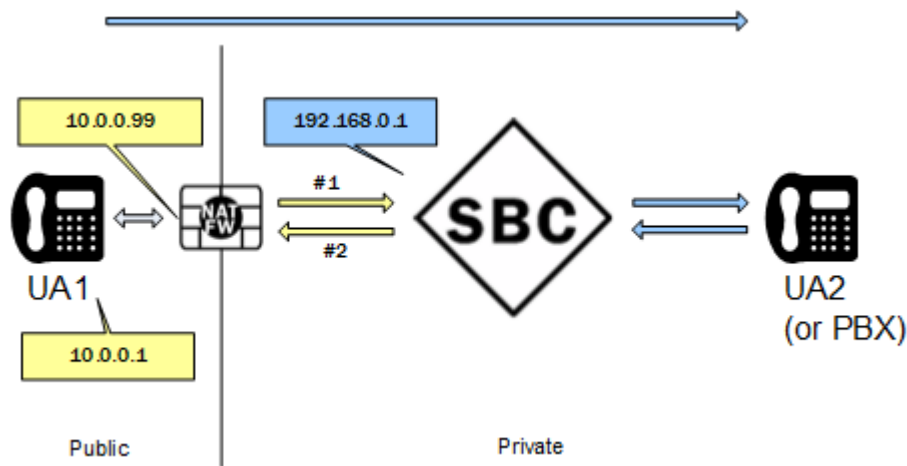 10.0.0.99
192.168.0.1
#1
NAT
FW
SBC
#2
UA1
UA2
(or PBX)
10.0.0.1
Public
Private